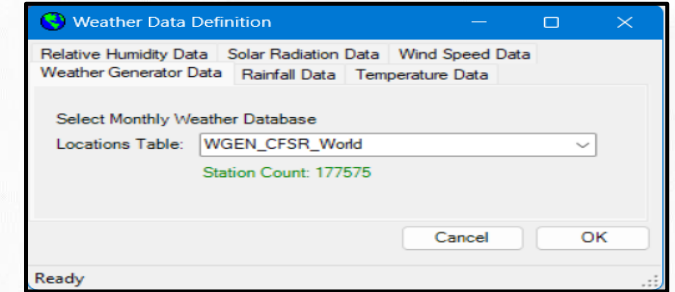 Weather Data Definition
Relative Humidity Data Solar Radiation Data Wind Speed Data
Weather Generator Data Rainfall Data Temperature Data
Select Monthly Weather Database
Locations Table: WGEN_CFSR_World
Station Count: 177575
Cancel OK
Ready